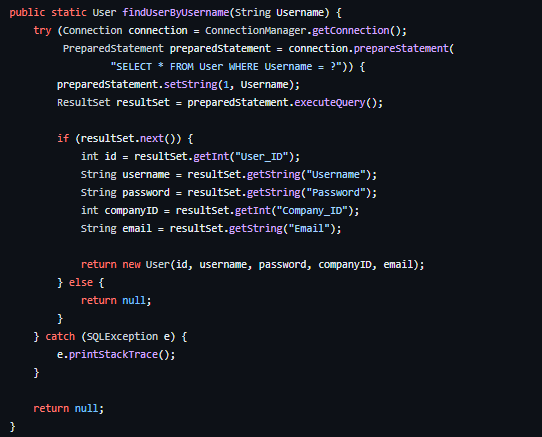 public static User findUserByUsername(String Username) {
    try (Connection connection = ConnectionManager.getConnection();
         PreparedStatement preparedStatement = connection.prepareStatement(
                 "SELECT * FROM User WHERE Username = ?")) {
        preparedStatement.setString(1, Username);
        ResultSet resultSet = preparedStatement.executeQuery();

        if (resultSet.next()) {
            int id = resultSet.getInt("User_ID");
            String username = resultSet.getString("Username");
            String password = resultSet.getString("Password");
            int companyID = resultSet.getInt("Company_ID");
            String email = resultSet.getString("Email");

            return new User(id, username, password, companyID, email);
        } else {
            return null;
        }
    } catch (SQLException e) {
        e.printStackTrace();
    }

    return null;
}